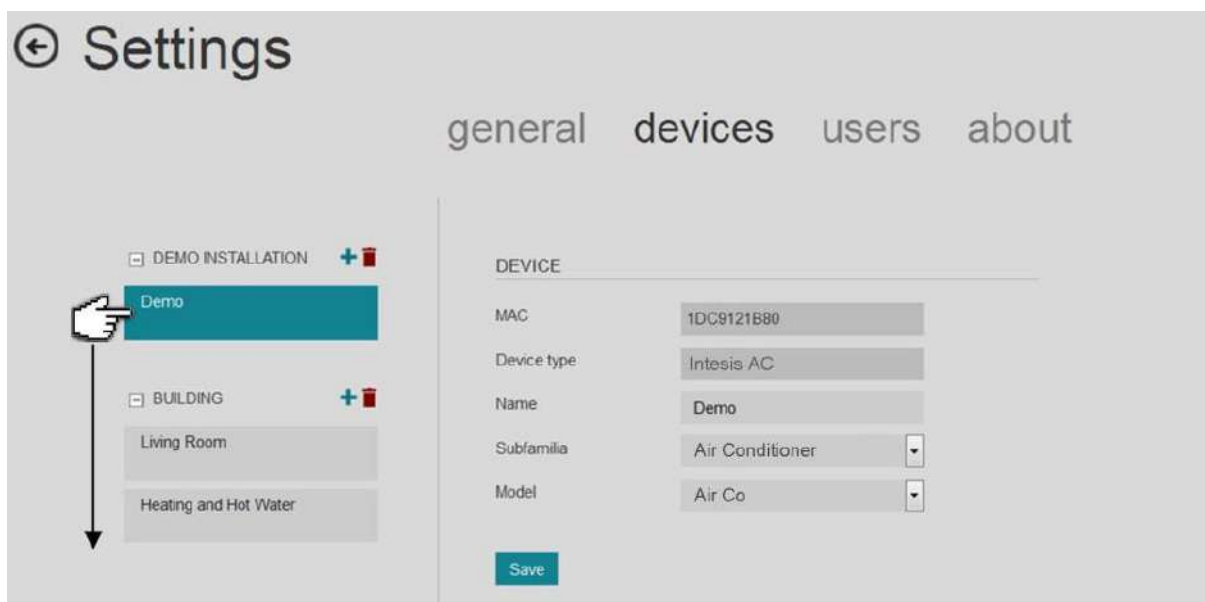 Settings
general devices users about
DEMO INSTALLATION
Demo
BUILDING
Living Room
Heating and Hot Water
DEVICE
MAC 1DC9121B80
Device type Intesis AC
Name Demo
Subfamilia Air Conditioner
Model Air Co
Save